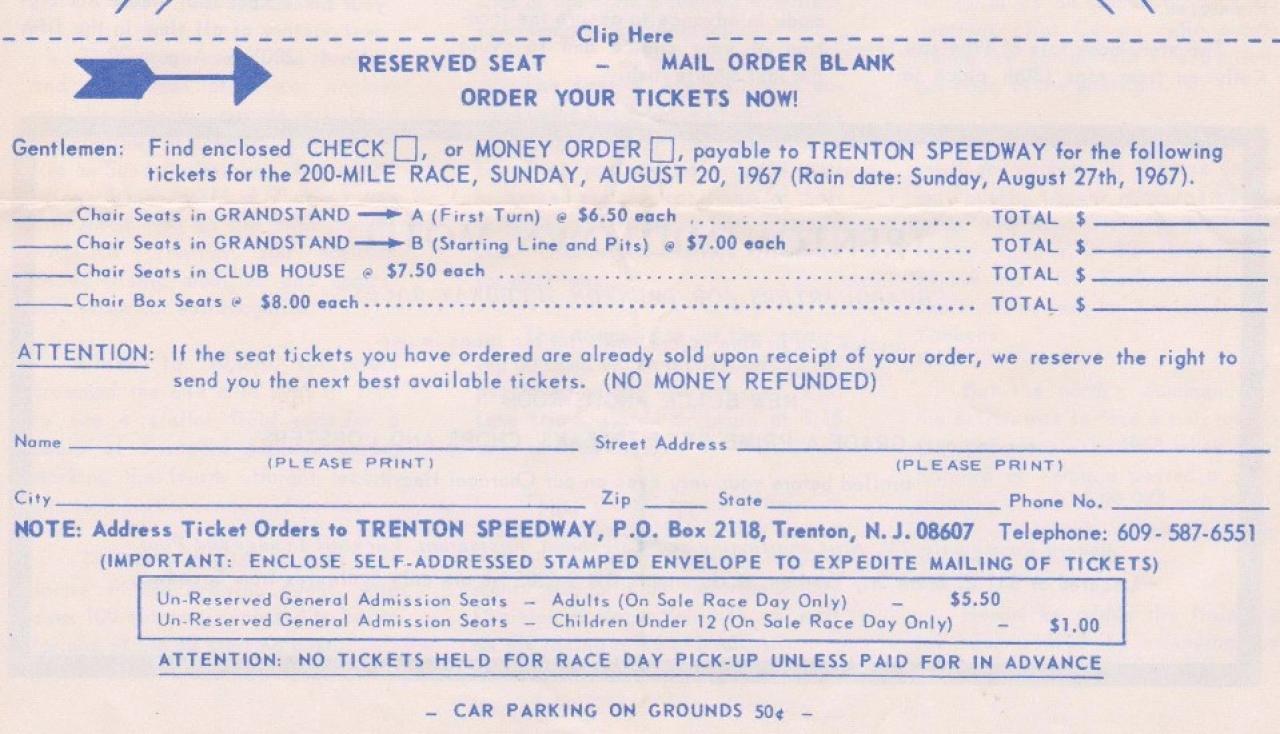 Clip Here
RESERVED SEAT – MAIL ORDER BLANK
ORDER YOUR TICKETS NOW!
Gentlemen: Find enclosed CHECK □, or MONEY ORDER □, payable to TRENTON SPEEDWAY for the following
tickets for the 200-MILE RACE, SUNDAY, AUGUST 20, 1967 (Rain date: Sunday, August 27th, 1967).
_____ Chair Seats in GRANDSTAND → A (First Turn) @ $6.50 each .............................. TOTAL $ _______________
_____ Chair Seats in GRANDSTAND → B (Starting Line and Pits) @ $7.00 each .................... TOTAL $ _______________
_____ Chair Seats in CLUB HOUSE @ $7.50 each .................................................. TOTAL $ _______________
_____ Chair Box Seats @ $8.00 each ................................................................ TOTAL $ _______________
ATTENTION: If the seat tickets you have ordered are already sold upon receipt of your order, we reserve the right to
send you the next best available tickets. (NO MONEY REFUNDED)
Name ______________________________ Street Address ______________________________
(PLEASE PRINT) (PLEASE PRINT)
City ______________________________ Zip _____ State _______________ Phone No. _______________
NOTE: Address Ticket Orders to TRENTON SPEEDWAY, P.O. Box 2118, Trenton, N. J. 08607 Telephone: 609-587-6551
(IMPORTANT: ENCLOSE SELF-ADDRESSED STAMPED ENVELOPE TO EXPEDITE MAILING OF TICKETS)
Un-Reserved General Admission Seats – Adults (On Sale Race Day Only) – $5.50
Un-Reserved General Admission Seats – Children Under 12 (On Sale Race Day Only) – $1.00
ATTENTION: NO TICKETS HELD FOR RACE DAY PICK-UP UNLESS PAID FOR IN ADVANCE
– CAR PARKING ON GROUNDS 50¢ –